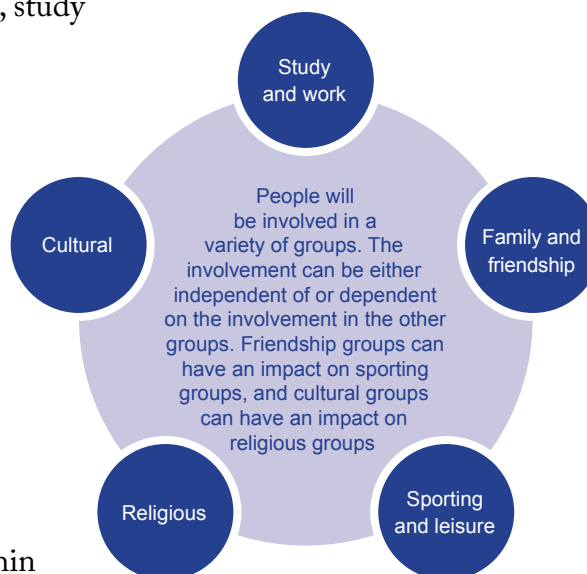 , study
Study
and work
Cultural
Family and
friendship
People will
be involved in a
variety of groups. The
involvement can be either
independent of or dependent
on the involvement in the other
groups. Friendship groups can
have an impact on sporting
groups, and cultural groups
can have an impact on
religious groups
Religious
Sporting
and leisure